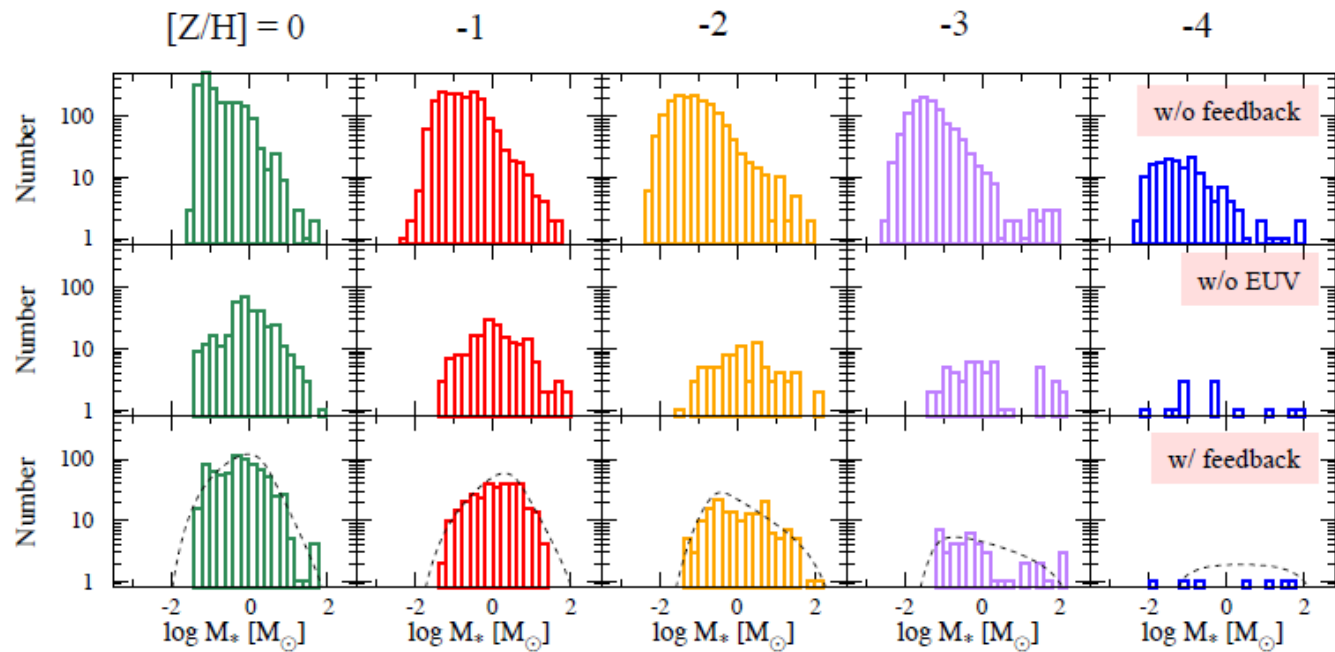 [Z/H] = 0 -1 -2 -3 -4
Number 100 10 1 w/o feedback
Number 100 10 1 w/o EUV
Number 100 10 1 w/ feedback
-2 0 2 -2 0 2 -2 0 2 -2 0 2 -2 0 2
log M* [M☉] log M* [M☉] log M* [M☉] log M* [M☉] log M* [M☉]